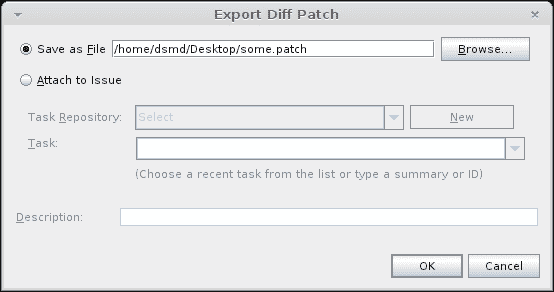 Export Diff Patch
Save as File /home/dsmd/Desktop/some.patch Browse...
Attach to Issue
Task Repository: Select New
Task:
(Choose a recent task from the list or type a summary or ID)
Description:
OK Cancel